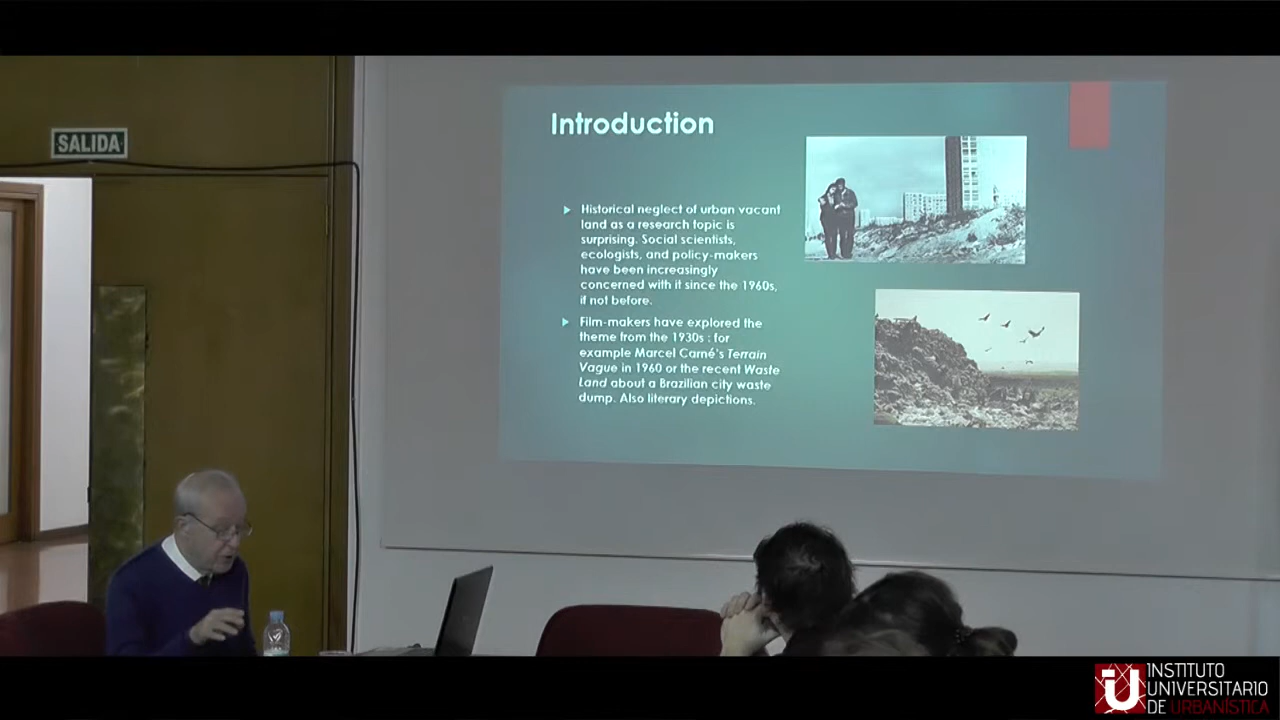 SALIDA
Introduction
Historical neglect of urban vacant
land as a research topic is
surprising. Social scientists,
ecologists, and policy-makers
have been increasingly
concerned with it since the 1960s,
if not before.
Film-makers have explored the
theme from the 1930s : for
example Marcel Carné's Terrain
Vague in 1960 or the recent Waste
Land about a Brazilian city waste
dump. Also literary depictions.
iU INSTITUTO
UNIVERSITARIO
DE URBANÍSTICA